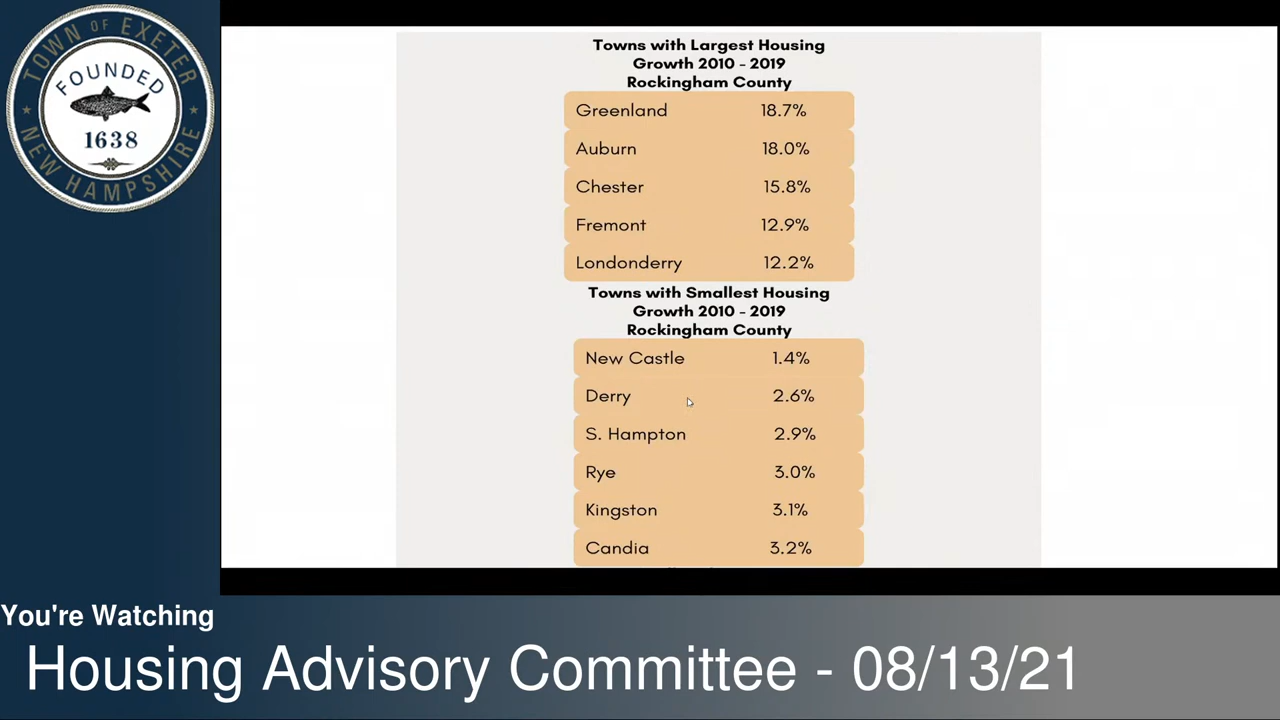 TOWN OF EXETER
FOUNDED
1638
NEW HAMPSHIRE
Towns with Largest Housing
Growth 2010 - 2019
Rockingham County
Greenland 18.7%
Auburn 18.0%
Chester 15.8%
Fremont 12.9%
Londonderry 12.2%
Towns with Smallest Housing
Growth 2010 - 2019
Rockingham County
New Castle 1.4%
Derry 2.6%
S. Hampton 2.9%
Rye 3.0%
Kingston 3.1%
Candia 3.2%
You're Watching
Housing Advisory Committee - 08/13/21